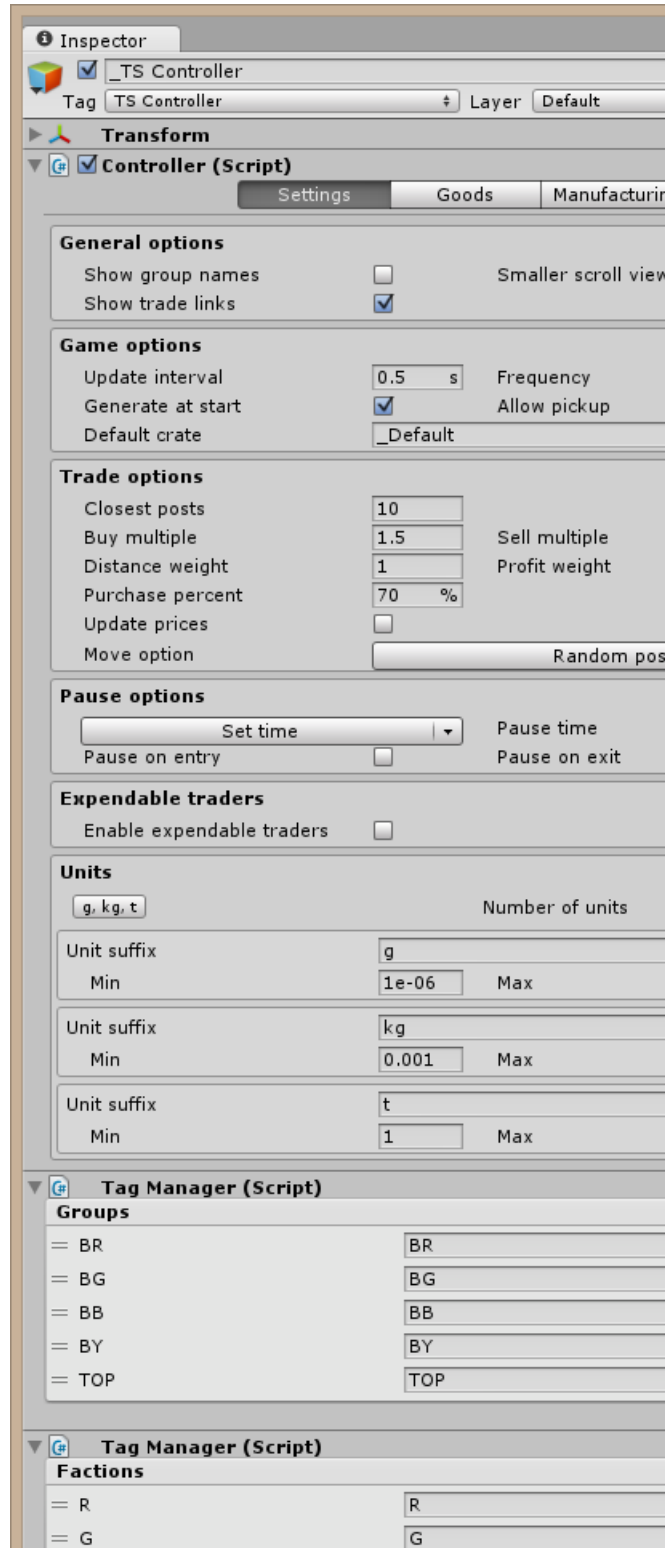 Inspector
_TS Controller
Tag TS Controller Layer Default
Transform
Controller (Script)
Settings Goods Manufacturin
General options
Show group names Smaller scroll view
Show trade links
Game options
Update interval 0.5 s Frequency
Generate at start Allow pickup
Default crate _Default
Trade options
Closest posts 10
Buy multiple 1.5 Sell multiple
Distance weight 1 Profit weight
Purchase percent 70 %
Update prices
Move option Random pos
Pause options
Set time Pause time
Pause on entry Pause on exit
Expendable traders
Enable expendable traders
Units
g, kg, t Number of units
Unit suffix g
Min 1e-06 Max
Unit suffix kg
Min 0.001 Max
Unit suffix t
Min 1 Max
Tag Manager (Script)
Groups
BR BR
BG BG
BB BB
BY BY
TOP TOP
Tag Manager (Script)
Factions
R R
G G